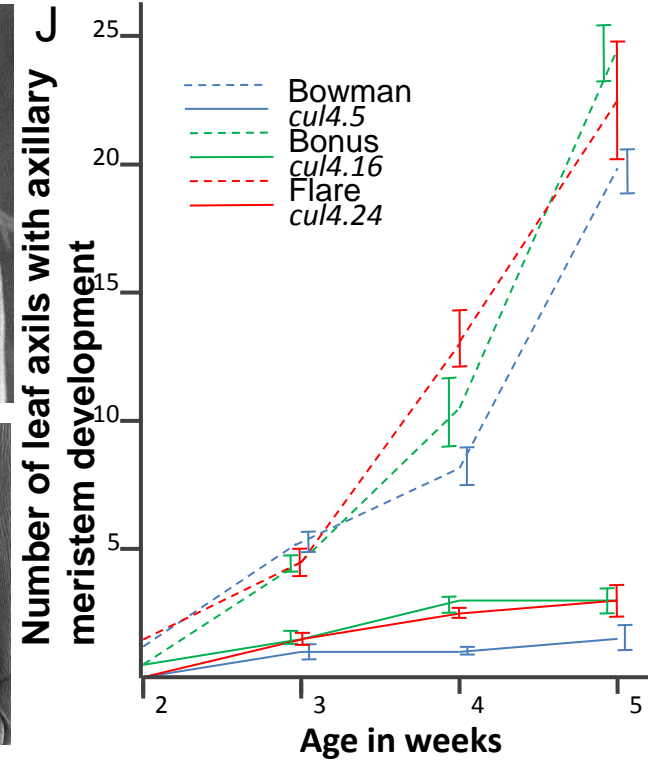 J
Number of leaf axils with axillary
meristem development
25
20
15
10
5
Bowman
cul4.5
Bonus
cul4.16
Flare
cul4.24
2 3 4 5
Age in weeks